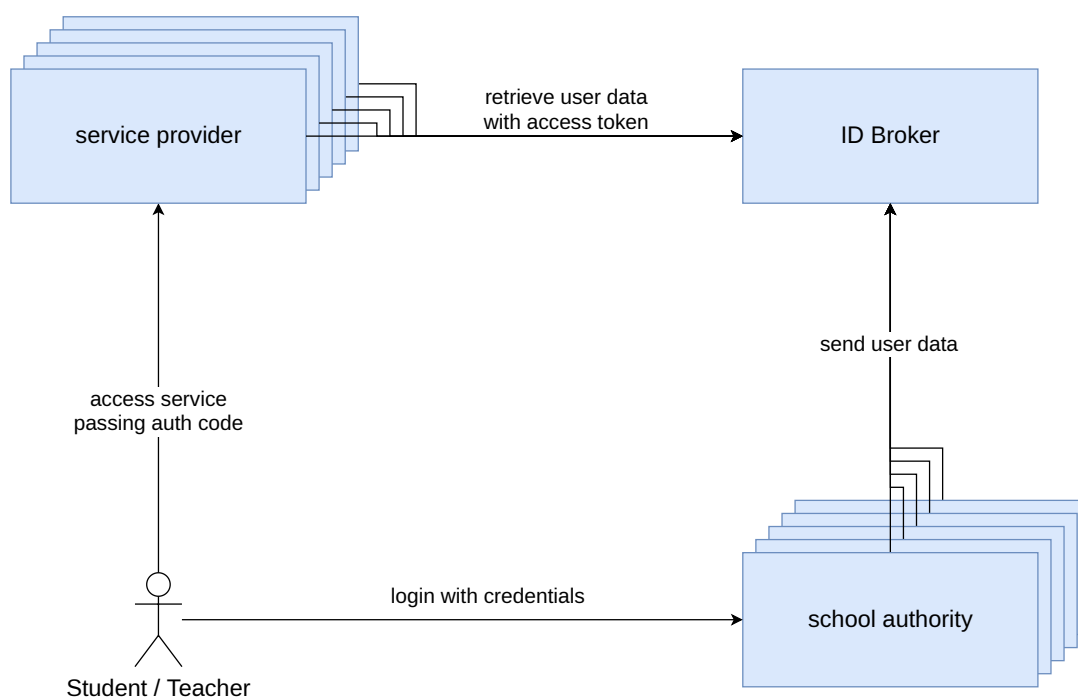 service provider
retrieve user data
with access token
ID Broker
send user data
access service
passing auth code
login with credentials
school authority
Student / Teacher